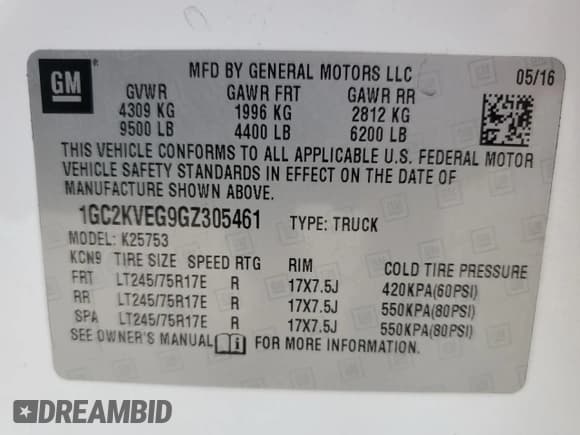 GM MFD BY GENERAL MOTORS LLC 05/16
GVWR GAWR FRT GAWR RR
4309 KG 1996 KG 2812 KG
9500 LB 4400 LB 6200 LB
THIS VEHICLE CONFORMS TO ALL APPLICABLE U.S. FEDERAL MOTOR
VEHICLE SAFETY STANDARDS IN EFFECT ON THE DATE OF
MANUFACTURE SHOWN ABOVE.
1GC2KVEG9GZ305461 TYPE: TRUCK
MODEL: K25753
KCN9 TIRE SIZE SPEED RTG RIM COLD TIRE PRESSURE
FRT LT245/75R17E R 17X7.5J 420KPA(60PSI)
RR LT245/75R17E R 17X7.5J 550KPA(80PSI)
SPA LT245/75R17E R 17X7.5J 550KPA(80PSI)
SEE OWNER'S MANUAL FOR MORE INFORMATION.
DREAMBID